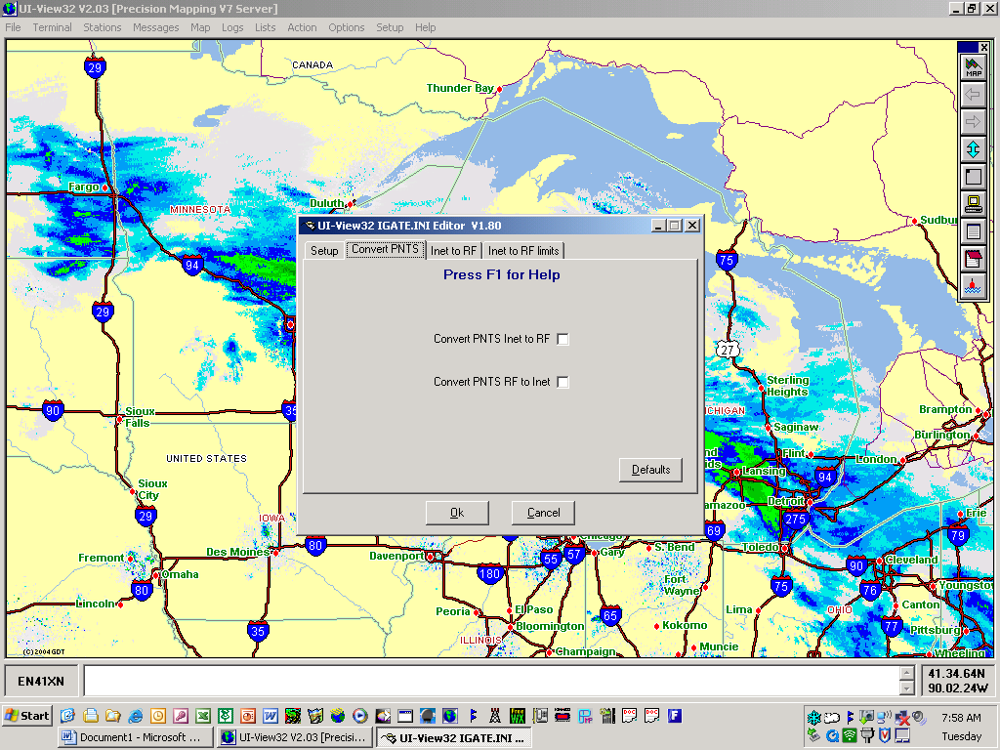 UI-View32 V2.03 [Precision Mapping V7 Server]
File Terminal Stations Messages Map Logs Lists Action Options Setup Help
CANADA
29
Thunder Bay
MAP
Fargo
MINNESOTA
Duluth
Sudbur
UI-View32 IGATE.INI Editor V1.80
Setup Convert PNTS Inet to RF Inet to RF limits
Press F1 for Help
94
75
29
Convert PNTS Inet to RF
27
Convert PNTS RF to Inet
Sterling
Heights
90
Sioux
Falls
35
MICHIGAN
Brampton
Saginaw
Burlington
UNITED STATES
nd
ds
Flint
London
Lansing
Defaults
94
Sioux
City
29
IOWA
Ok Cancel
amazoo
Detroit
275
Erie
80
69
79
Des Moines
Davenport
Chicago
Gary
S. Bend
Toledo
Fremont
Omaha
55
57
90
Cleveland
180
80
Fort
Wayne
75
76
Youngstow
Lincoln
Peoria
El Paso
65
Lima
OHIO
Canton
35
Bloomington
Kokomo
77
Pittsburg
ILLINOIS
Champaign
Muncie
Wheeling
(C) 2004 GDT
EN41XN
41.34.64N
90.02.24W
Start
Document1 - Microsoft ...
UI-View32 V2.03 [Precisi...
UI-View32 IGATE.INI ...
7:58 AM
Tuesday